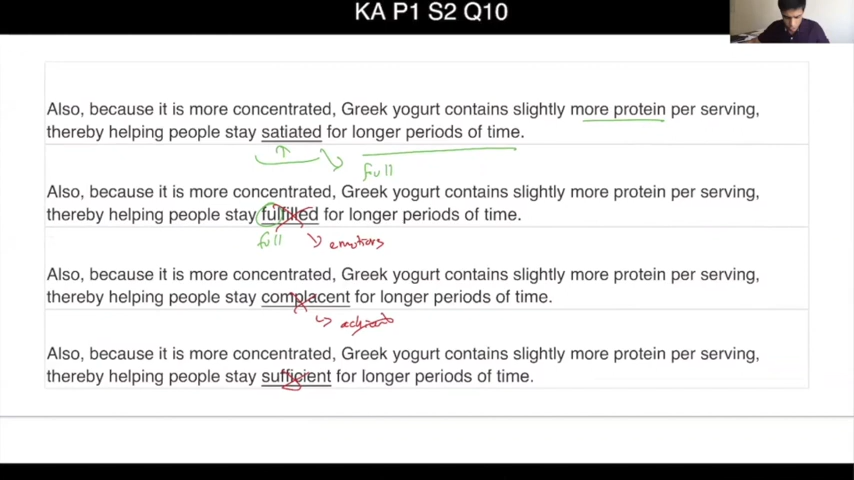 KA P1 S2 Q10
Also, because it is more concentrated, Greek yogurt contains slightly more protein per serving,
thereby helping people stay satiated for longer periods of time.
full
Also, because it is more concentrated, Greek yogurt contains slightly more protein per serving,
thereby helping people stay fulfilled for longer periods of time.
full emotions
Also, because it is more concentrated, Greek yogurt contains slightly more protein per serving,
thereby helping people stay complacent for longer periods of time.
Also, because it is more concentrated, Greek yogurt contains slightly more protein per serving,
thereby helping people stay sufficient for longer periods of time.